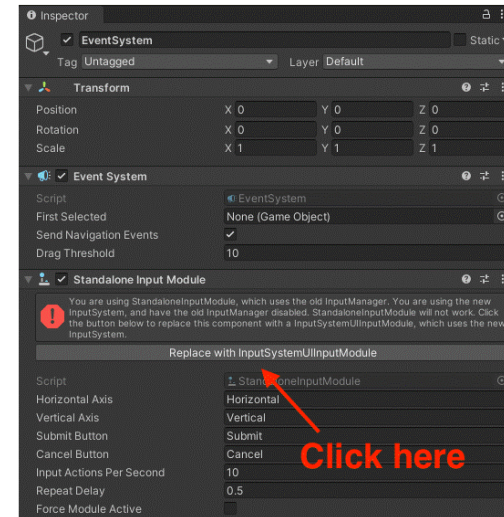 Inspector
EventSystem Static
Tag Untagged Layer Default
Transform
Position X 0 Y 0 Z 0
Rotation X 0 Y 0 Z 0
Scale X 1 Y 1 Z 1
Event System
Script EventSystem
First Selected None (Game Object)
Send Navigation Events
Drag Threshold 10
Standalone Input Module
You are using StandaloneInputModule, which uses the old InputManager. You are using the new
InputSystem, and have the old InputManager disabled. StandaloneInputModule will not work. Click
the button below to replace this component with a InputSystemUIInputModule, which uses the new
InputSystem.
Replace with InputSystemUIInputModule
Script StandaloneInputModule
Horizontal Axis Horizontal
Vertical Axis Vertical
Submit Button Submit
Cancel Button Cancel
Click here
Input Actions Per Second 10
Repeat Delay 0.5
Force Module Active